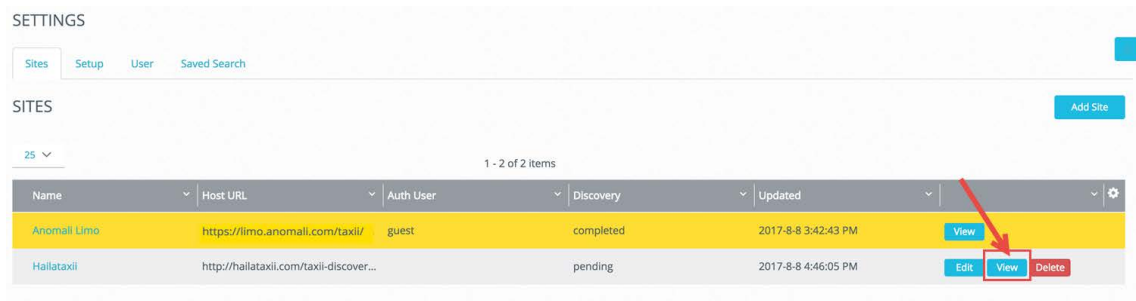 SETTINGS
Sites Setup User Saved Search
SITES
Add Site
25
1 - 2 of 2 items
Name Host URL Auth User Discovery Updated
Anomali Limo https://limo.anomali.com/taxii/ guest completed 2017-8-8 3:42:43 PM View
Hailataxii http://hailataxii.com/taxii-discover... pending 2017-8-8 4:46:05 PM Edit View Delete